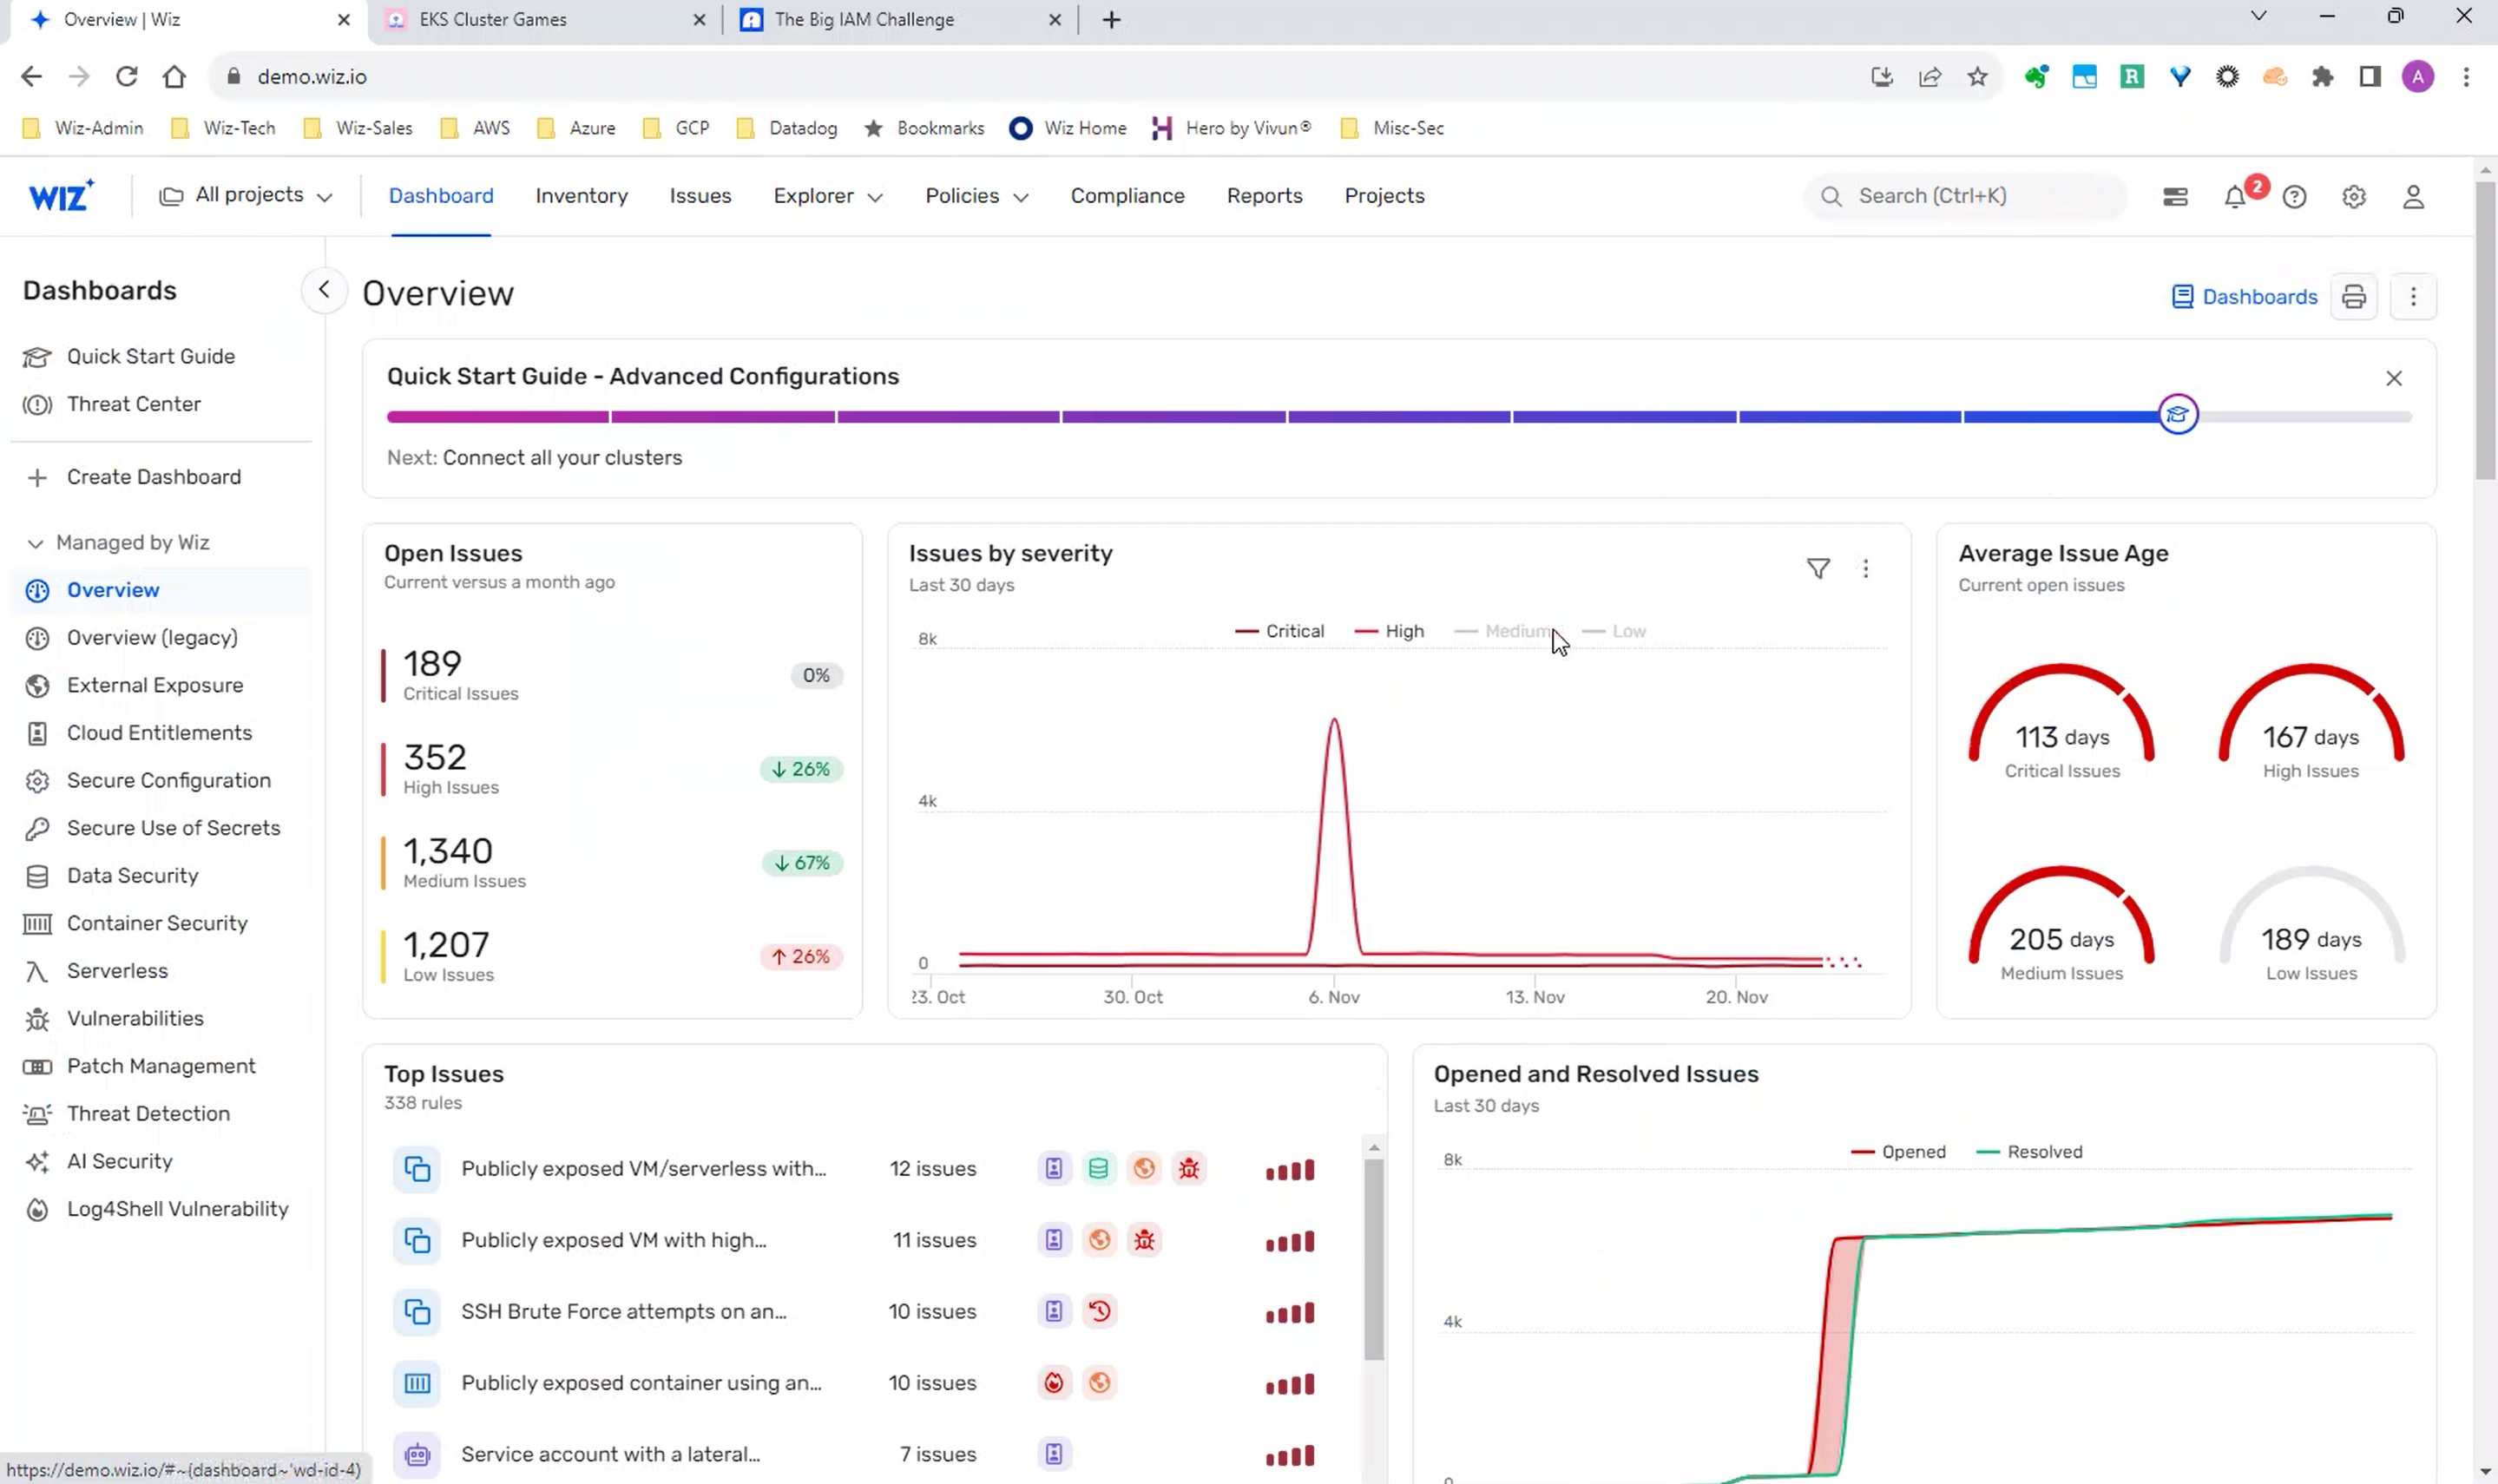 Overview | Wiz
EKS Cluster Games
The Big IAM Challenge
demo.wiz.io
R
A
Wiz-Admin
Wiz-Tech
Wiz-Sales
AWS
Azure
GCP
Datadog
Bookmarks
Wiz Home
Hero by Vivun®
Misc-Sec
WIZ
All projects
Dashboard
Inventory
Issues
Explorer
Policies
Compliance
Reports
Projects
Search (Ctrl+K)
2
Dashboards
Quick Start Guide
Threat Center
Create Dashboard
Managed by Wiz
Overview
Overview (legacy)
External Exposure
Cloud Entitlements
Secure Configuration
Secure Use of Secrets
Data Security
Container Security
Serverless
Vulnerabilities
Patch Management
Threat Detection
AI Security
Log4Shell Vulnerability
https://demo.wiz.io/#~(dashboard~'wd-id-4)
Overview
Dashboards
Quick Start Guide - Advanced Configurations
Next: Connect all your clusters
Open Issues
Current versus a month ago
189
Critical Issues
0%
352
High Issues
↓ 26%
1,340
Medium Issues
↓ 67%
1,207
Low Issues
↑ 26%
Issues by severity
Last 30 days
Critical
High
Medium
Low
8k
4k
0
23. Oct
30. Oct
6. Nov
13. Nov
20. Nov
Average Issue Age
Current open issues
113 days
Critical Issues
167 days
High Issues
205 days
Medium Issues
189 days
Low Issues
Top Issues
338 rules
Publicly exposed VM/serverless with... 12 issues
Publicly exposed VM with high... 11 issues
SSH Brute Force attempts on an... 10 issues
Publicly exposed container using an... 10 issues
Service account with a lateral... 7 issues
Opened and Resolved Issues
Last 30 days
Opened
Resolved
8k
4k
0